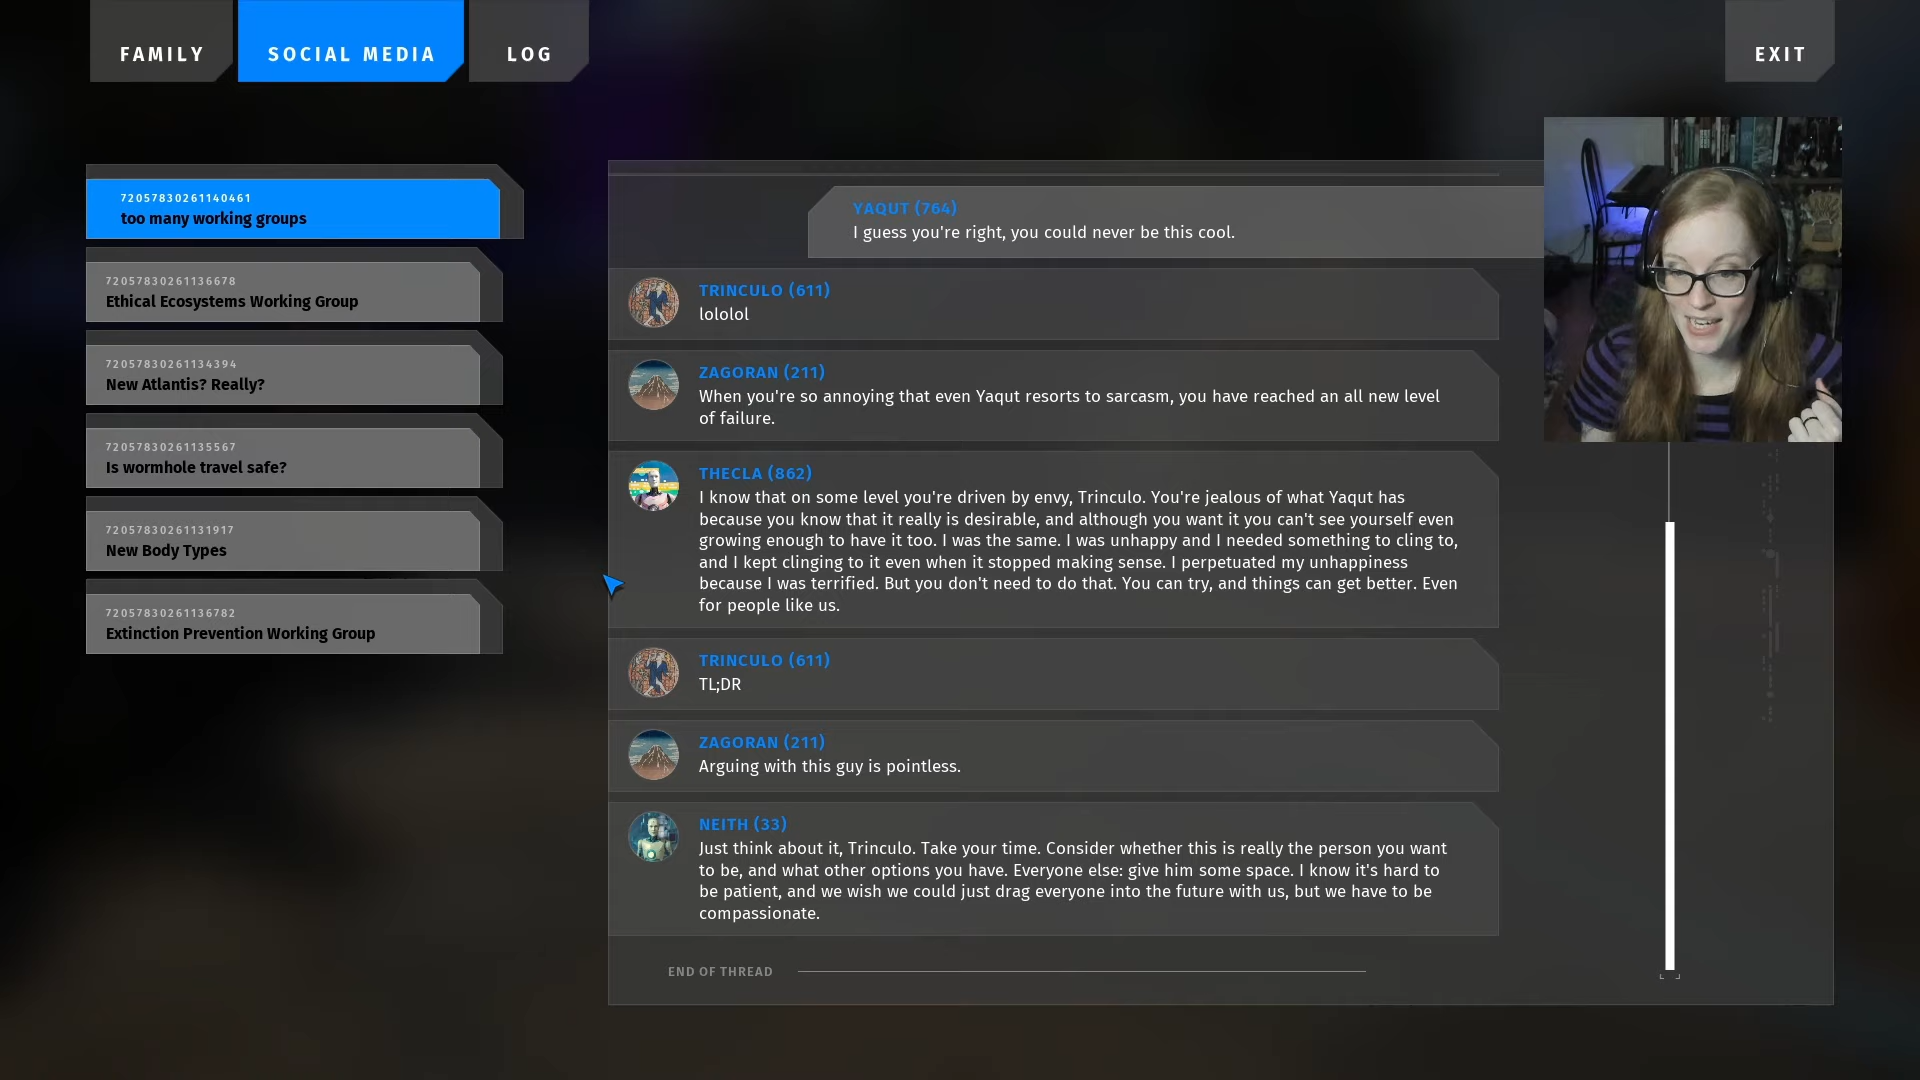 FAMILY
SOCIAL MEDIA
LOG
EXIT
72057830261140461
too many working groups
72057830261136678
Ethical Ecosystems Working Group
72057830261134394
New Atlantis? Really?
72057830261135567
Is wormhole travel safe?
72057830261131917
New Body Types
72057830261136782
Extinction Prevention Working Group
YAQUT (764)
I guess you're right, you could never be this cool.
TRINCULO (611)
lololol
ZAGORAN (211)
When you're so annoying that even Yaqut resorts to sarcasm, you have reached an all new level
of failure.
THECLA (862)
I know that on some level you're driven by envy, Trinculo. You're jealous of what Yaqut has
because you know that it really is desirable, and although you want it you can't see yourself even
growing enough to have it too. I was the same. I was unhappy and I needed something to cling to,
and I kept clinging to it even when it stopped making sense. I perpetuated my unhappiness
because I was terrified. But you don't need to do that. You can try, and things can get better. Even
for people like us.
TRINCULO (611)
TL;DR
ZAGORAN (211)
Arguing with this guy is pointless.
NEITH (33)
Just think about it, Trinculo. Take your time. Consider whether this is really the person you want
to be, and what other options you have. Everyone else: give him some space. I know it's hard to
be patient, and we wish we could just drag everyone into the future with us, but we have to be
compassionate.
END OF THREAD